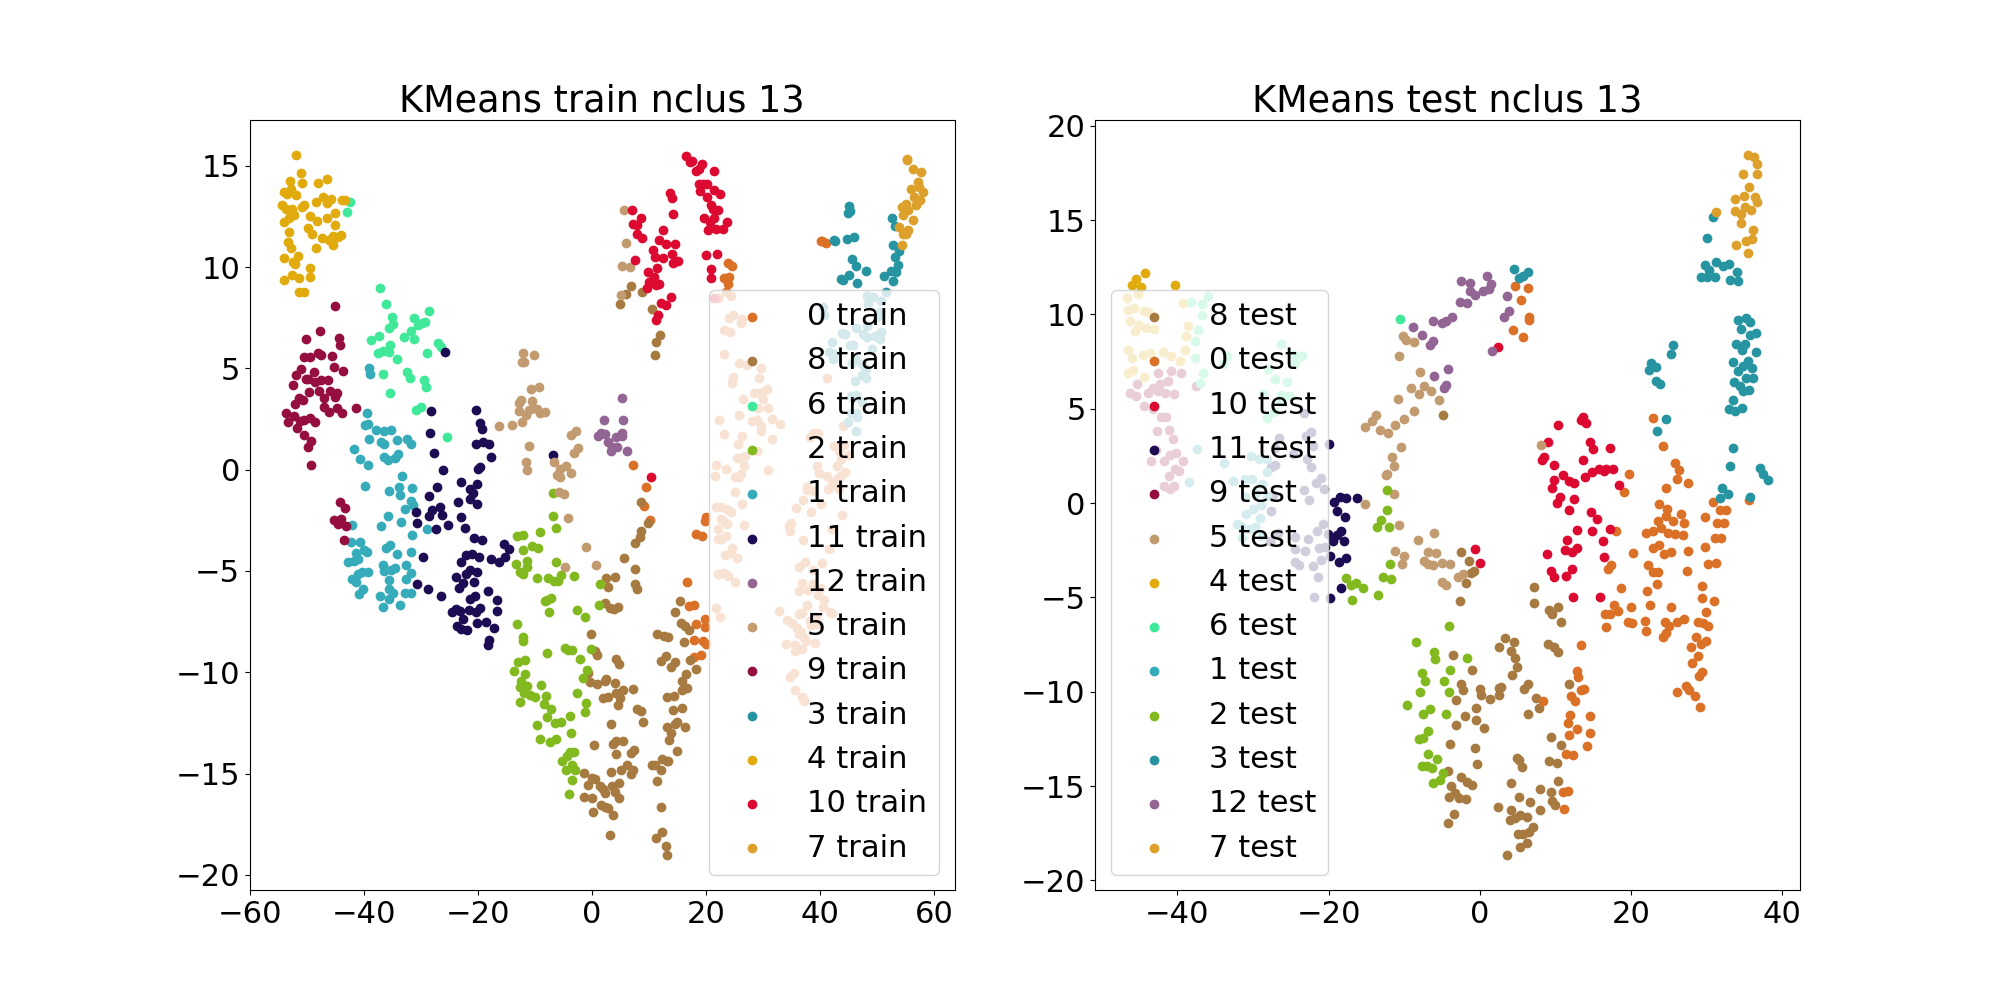 KMeans train nclus 13
15
10
5
0
−5
−10
−15
−20
−60
−40
−20
0
20
40
60
0 train
8 train
6 train
2 train
1 train
11 train
12 train
5 train
9 train
3 train
4 train
10 train
7 train
KMeans test nclus 13
20
15
10
5
0
−5
−10
−15
−20
−40
−20
0
20
40
8 test
0 test
10 test
11 test
9 test
5 test
4 test
6 test
1 test
2 test
3 test
12 test
7 test